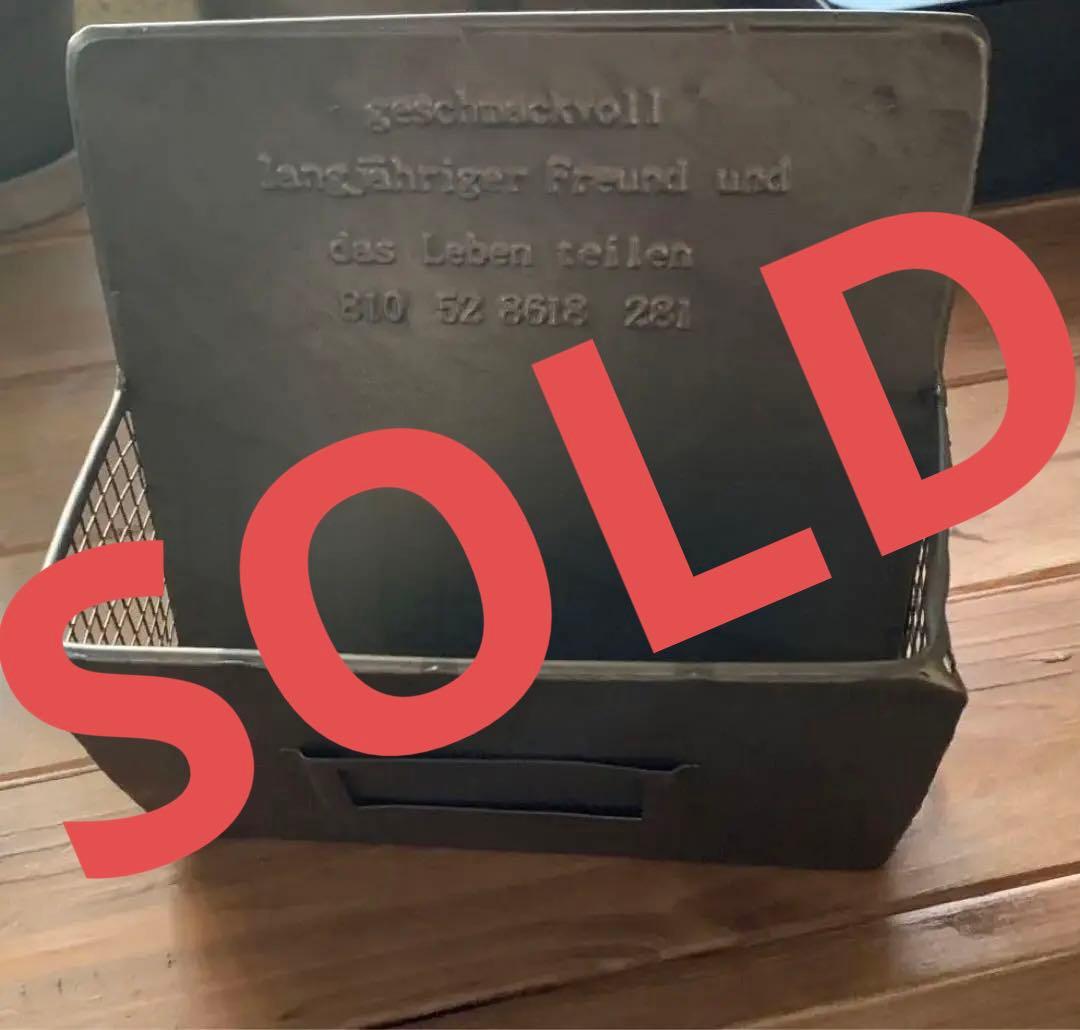 geschmackvoll
langjähriger Freund und
das Leben teilen
810 52 8618 281
SOLD